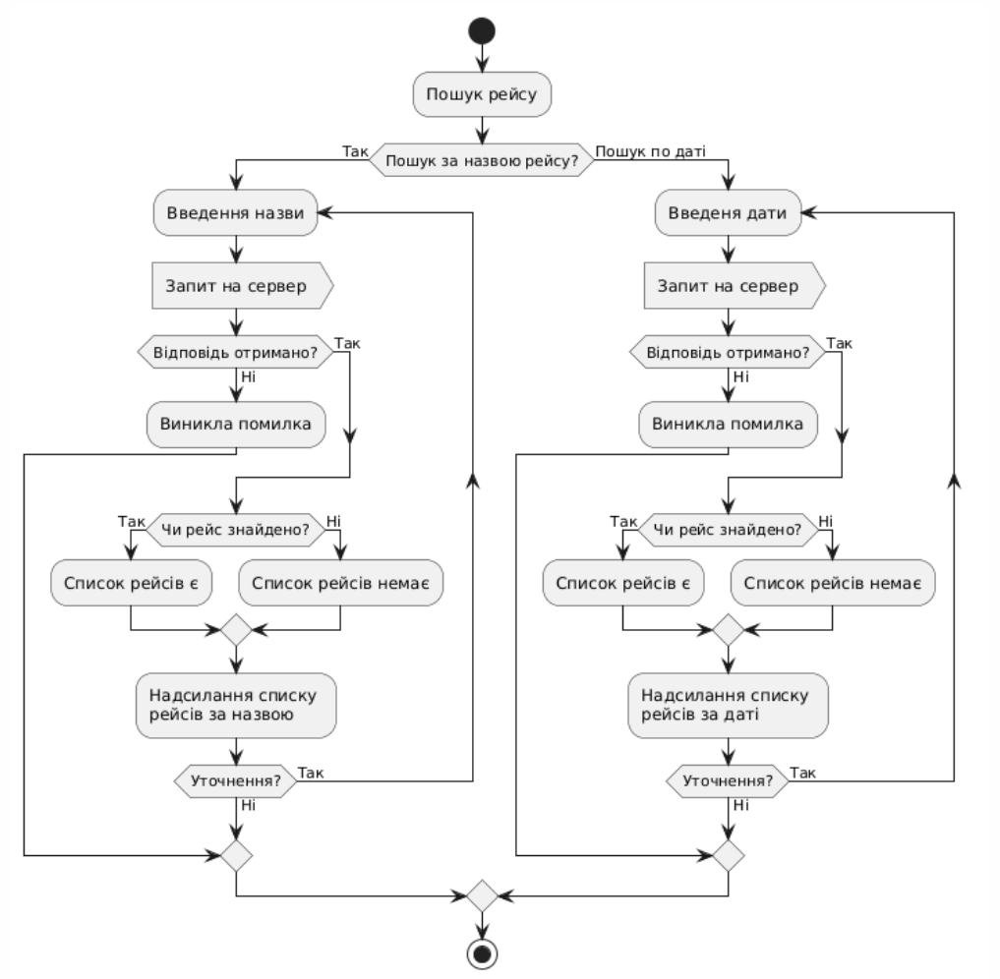 Пошук рейсу
Так
Пошук за назвою рейсу?
Пошук по даті
Введення назви
Запит на сервер
Відповідь отримано?
Так
Ні
Виникла помилка
Так
Чи рейс знайдено?
Ні
Список рейсів є
Список рейсів немає
Надсилання списку
рейсів за назвою
Уточнення?
Так
Ні
Введеня дати
Запит на сервер
Відповідь отримано?
Так
Ні
Виникла помилка
Так
Чи рейс знайдено?
Ні
Список рейсів є
Список рейсів немає
Надсилання списку
рейсів за даті
Уточнення?
Так
Ні